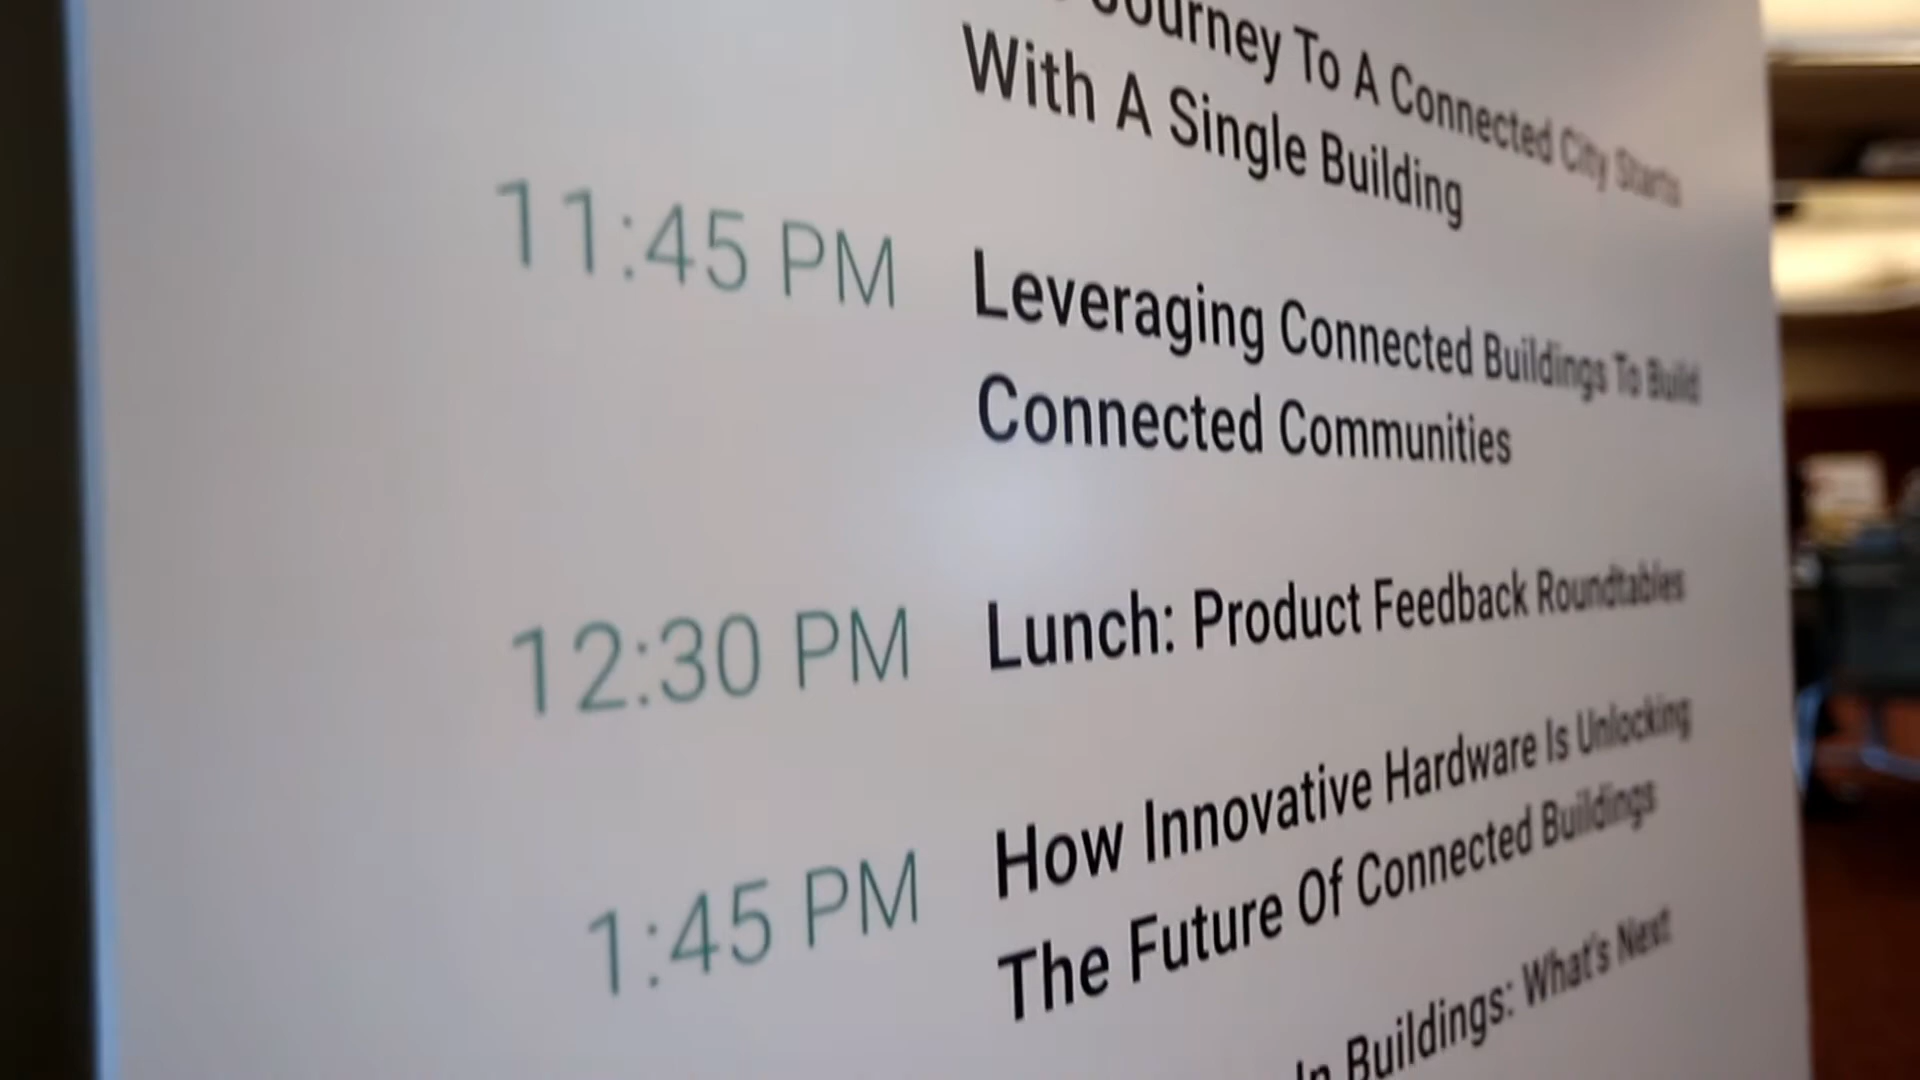 Journey To A Connected City Starts
With A Single Building
11:45 PM
Leveraging Connected Buildings To Build
Connected Communities
12:30 PM
Lunch: Product Feedback Roundtables
1:45 PM
How Innovative Hardware Is Unlocking
The Future Of Connected Buildings
In Buildings: What's Next